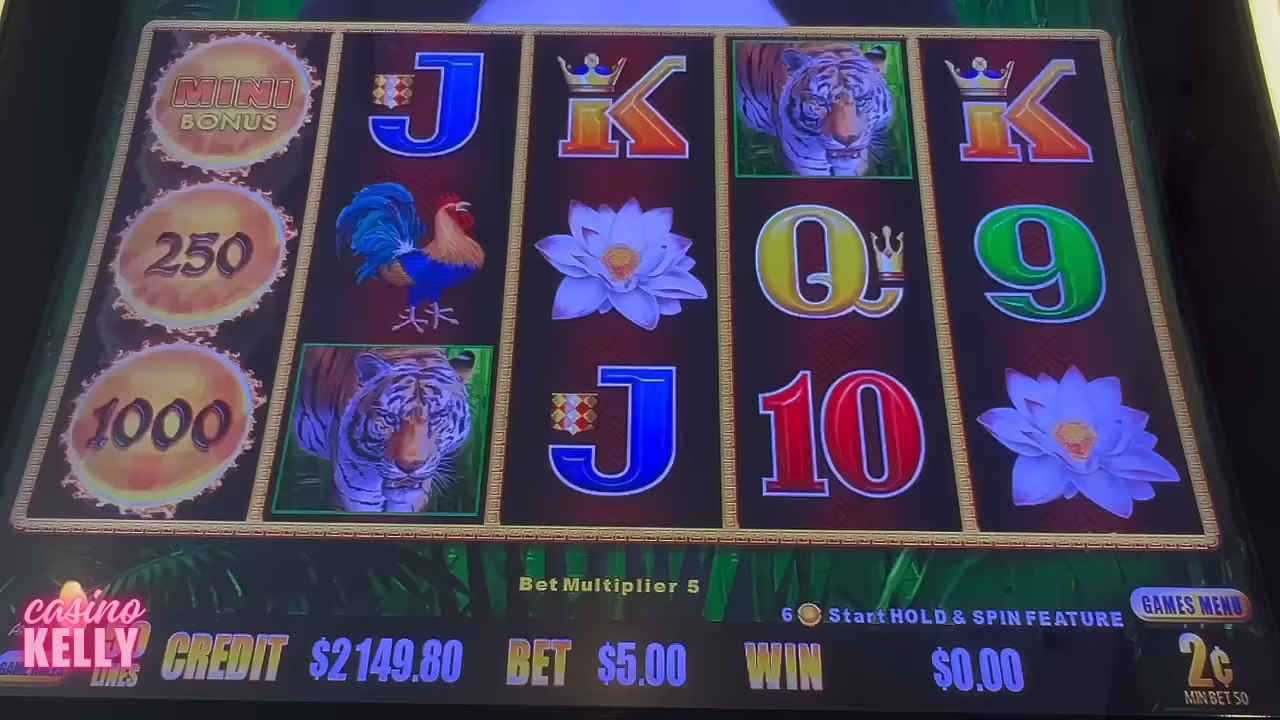 MINI
BONUS
J
K
K
250
Q
9
1000
J
10
Bet Multiplier 5
6 Start HOLD & SPIN FEATURE
GAMES MENU
casino
KELLY
LINES
CREDIT $2149.80
BET $5.00
WIN $0.00
2¢
MIN BET 50